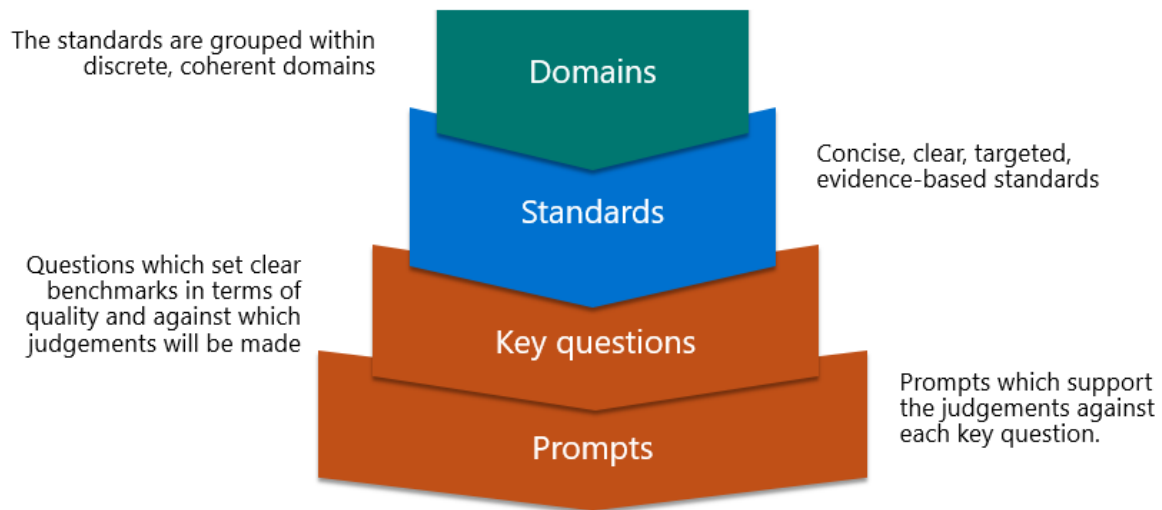 The standards are grouped within
discrete, coherent domains
Domains
Concise, clear, targeted,
evidence-based standards
Standards
Questions which set clear
benchmarks in terms of
quality and against which
judgements will be made
Key questions
Prompts which support
the judgements against
each key question.
Prompts